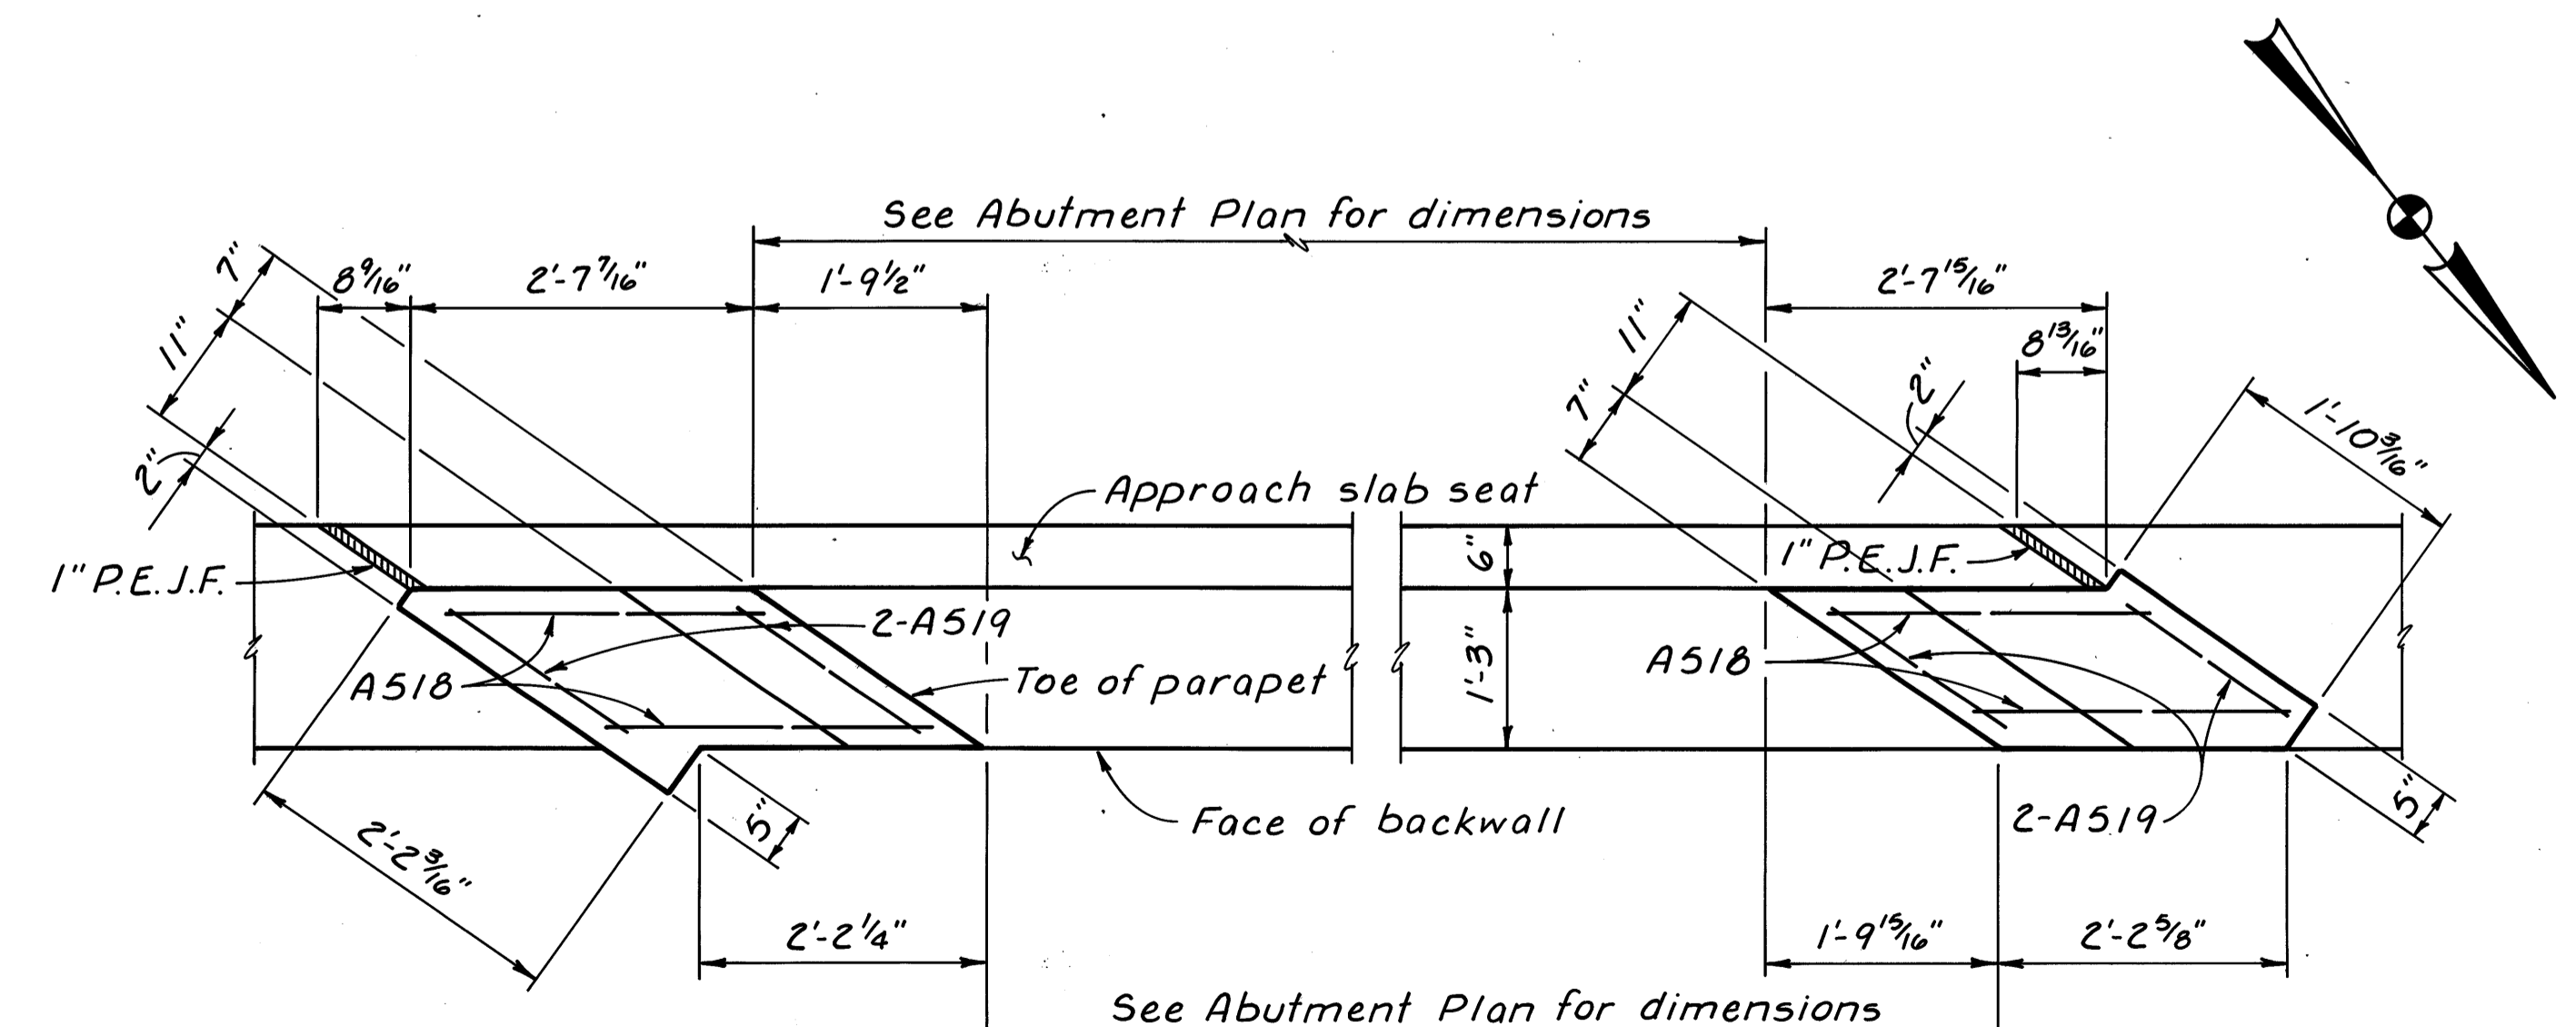 See Abutment Plan for dimensions
7"
8 9/16"
2'-7 7/16"
1'-9 1/2"
2'-7 15/16"
11"
11"
8 13/16"
2"
7"
1'-10 3/16"
2"
Approach slab seat
1" P.E.J.F.
6"
1" P.E.J.F.
2-A519
A518
Toe of parapet
1'-3"
A518
5"
Face of backwall
2-A519
5"
2'-2 3/16"
2'-2 1/4"
1'-9 15/16"
2'-2 5/8"
See Abutment Plan for dimensions